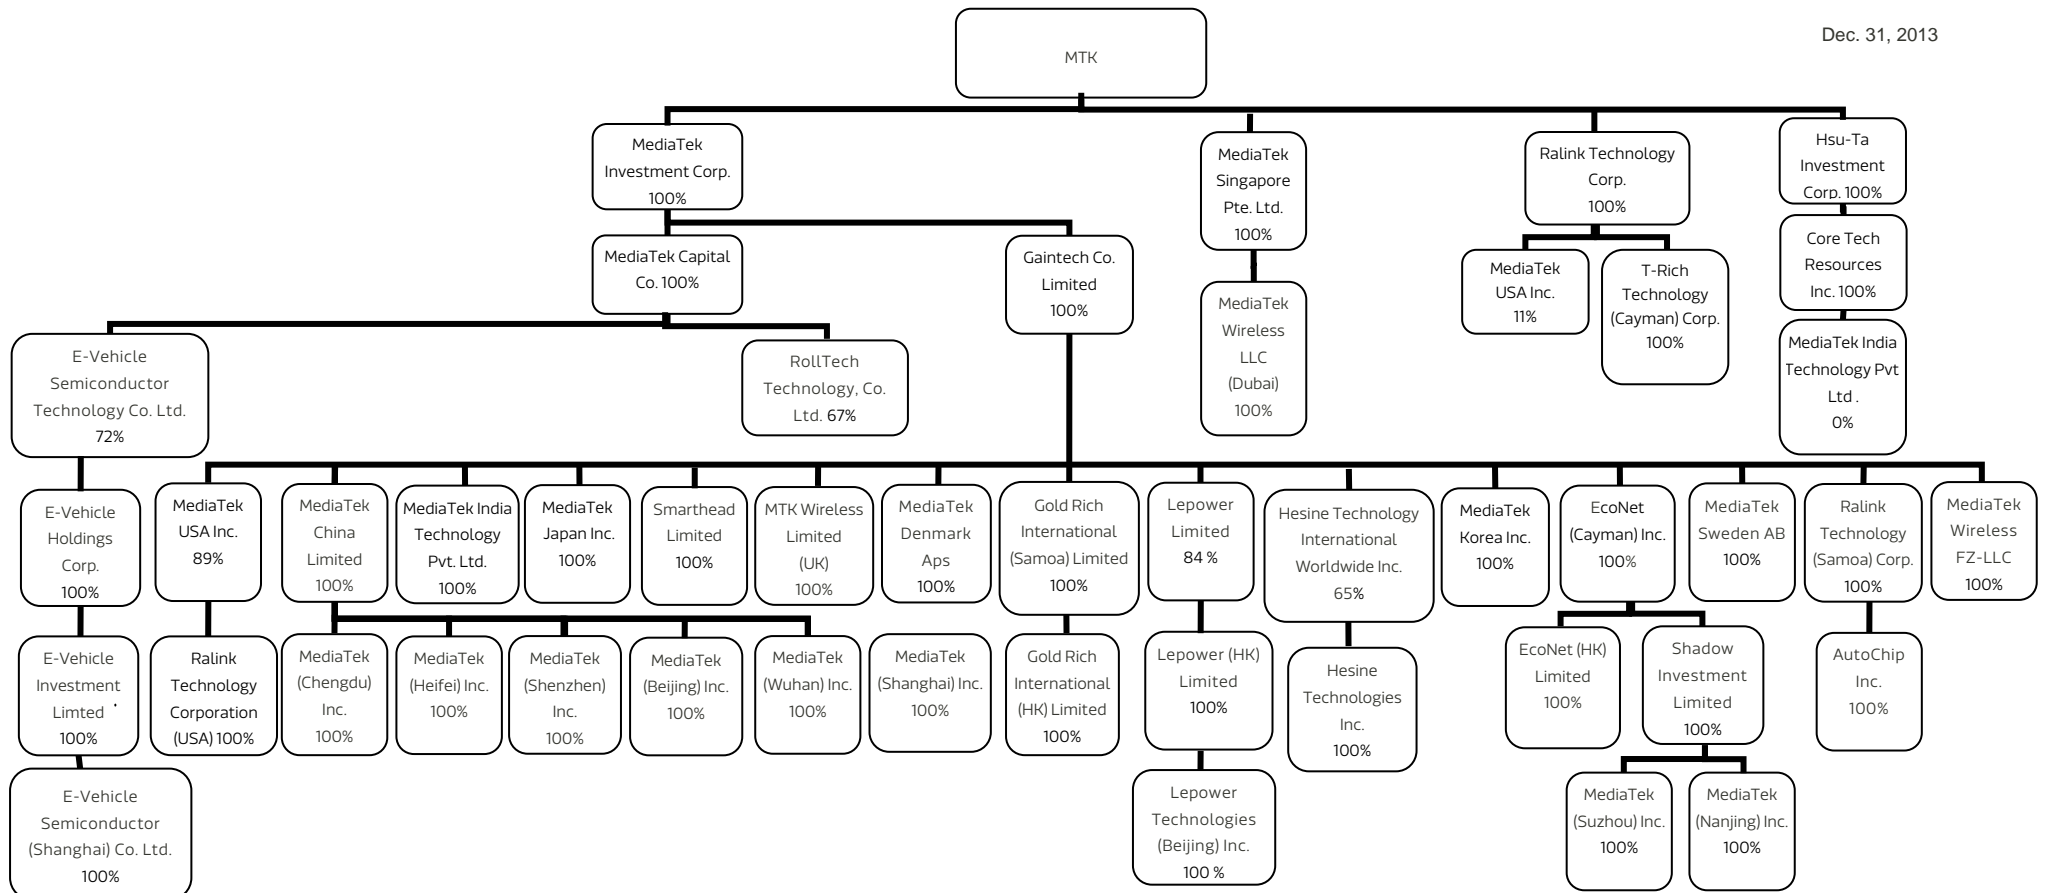 Dec. 31, 2013
MTK
MediaTek
Investment Corp.
100%
MediaTek
Singapore
Pte. Ltd.
100%
Ralink Technology
Corp.
100%
Hsu-Ta
Investment
Corp. 100%
MediaTek Capital
Co. 100%
Gaintech Co.
Limited
100%
MediaTek
Wireless
LLC
(Dubai)
100%
MediaTek
USA Inc.
11%
T-Rich
Technology
(Cayman) Corp.
100%
Core Tech
Resources
Inc. 100%
E-Vehicle
Semiconductor
Technology Co. Ltd.
72%
RollTech
Technology, Co.
Ltd. 67%
MediaTek India
Technology Pvt
Ltd .
0%
E-Vehicle
Holdings
Corp.
100%
MediaTek
USA Inc.
89%
MediaTek
China
Limited
100%
MediaTek India
Technology
Pvt. Ltd.
100%
MediaTek
Japan Inc.
100%
Smarthead
Limited
100%
MTK Wireless
Limited
(UK)
100%
MediaTek
Denmark
Aps
100%
Gold Rich
International
(Samoa) Limited
100%
Lepower
Limited
84 %
Hesine Technology
International
Worldwide Inc.
65%
MediaTek
Korea Inc.
100%
EcoNet
(Cayman) Inc.
100%
MediaTek
Sweden AB
100%
Ralink
Technology
(Samoa) Corp.
100%
MediaTek
Wireless
FZ-LLC
100%
E-Vehicle
Investment
Limted
100%
Ralink
Technology
Corporation
(USA) 100%
MediaTek
(Chengdu)
Inc.
100%
MediaTek
(Heifei) Inc.
100%
MediaTek
(Shenzhen)
Inc.
100%
MediaTek
(Beijing) Inc.
100%
MediaTek
(Wuhan) Inc.
100%
MediaTek
(Shanghai) Inc.
100%
Gold Rich
International
(HK) Limited
100%
Lepower (HK)
Limited
100%
Hesine
Technologies
Inc.
100%
EcoNet (HK)
Limited
100%
Shadow
Investment
Limited
100%
AutoChip
Inc.
100%
E-Vehicle
Semiconductor
(Shanghai) Co. Ltd.
100%
Lepower
Technologies
(Beijing) Inc.
100 %
MediaTek
(Suzhou) Inc.
100%
MediaTek
(Nanjing) Inc.
100%